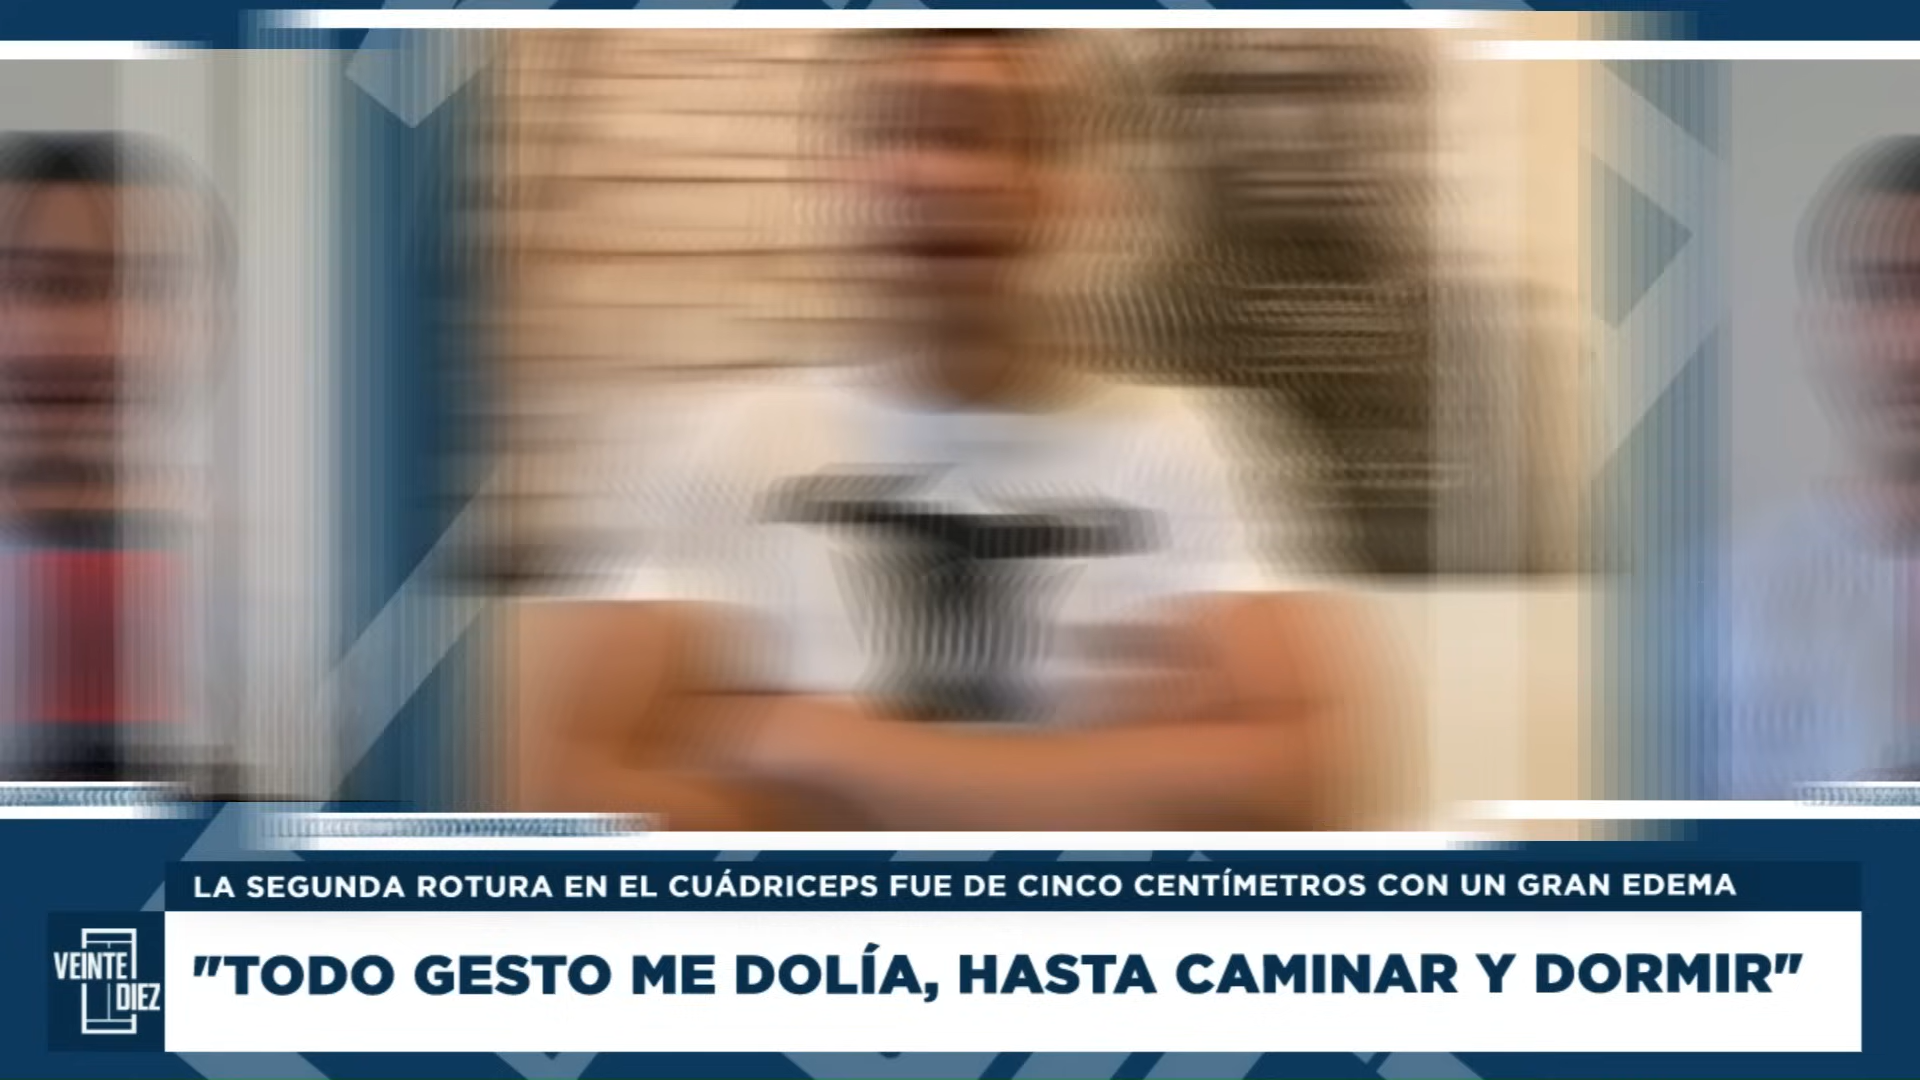 LA SEGUNDA ROTURA EN EL CUÁDRICEPS FUE DE CINCO CENTÍMETROS CON UN GRAN EDEMA
VEINTE
DIEZ
"TODO GESTO ME DOLÍA, HASTA CAMINAR Y DORMIR"